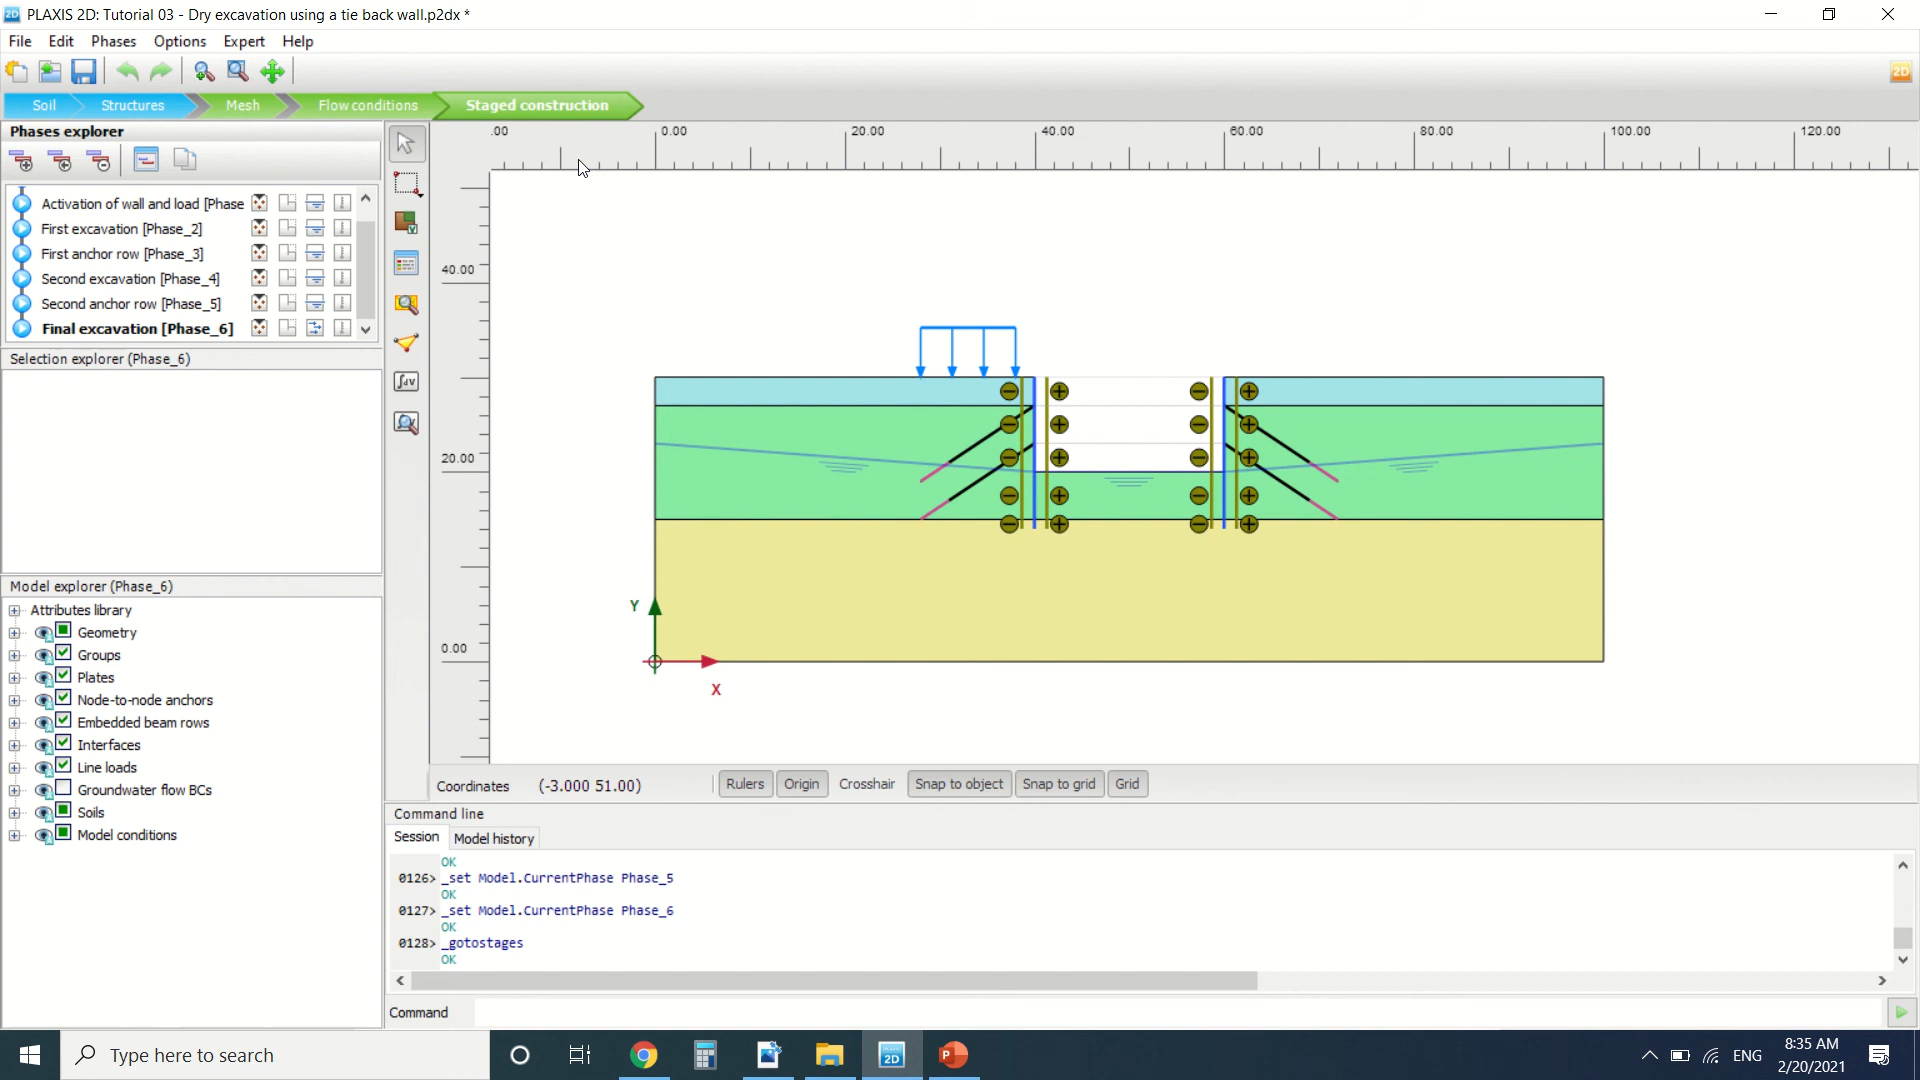 PLAXIS 2D: Tutorial 03 - Dry excavation using a tie back wall.p2dx *
File Edit Phases Options Expert Help
2D
Soil Structures Mesh Flow conditions Staged construction
Phases explorer
Activation of wall and load [Phase
First excavation [Phase_2]
First anchor row [Phase_3]
Second excavation [Phase_4]
Second anchor row [Phase_5]
Final excavation [Phase_6]
Selection explorer (Phase_6)
Model explorer (Phase_6)
Attributes library
Geometry
Groups
Plates
Node-to-node anchors
Embedded beam rows
Interfaces
Line loads
Groundwater flow BCs
Soils
Model conditions
.00 0.00 20.00 40.00 60.00 80.00 100.00 120.00
40.00
20.00
0.00
Y
X
Coordinates (-3.000 51.00) Rulers Origin Crosshair Snap to object Snap to grid Grid
Command line
Session Model history
OK
0126> _set Model.CurrentPhase Phase_5
OK
0127> _set Model.CurrentPhase Phase_6
OK
0128> _gotostages
OK
Command
Type here to search
2D
P
ENG
8:35 AM
2/20/2021